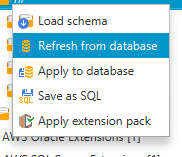 Load schema
Refresh from database
Apply to database
Save as SQL
Apply extension pack
AWS Oracle Extensions [1]